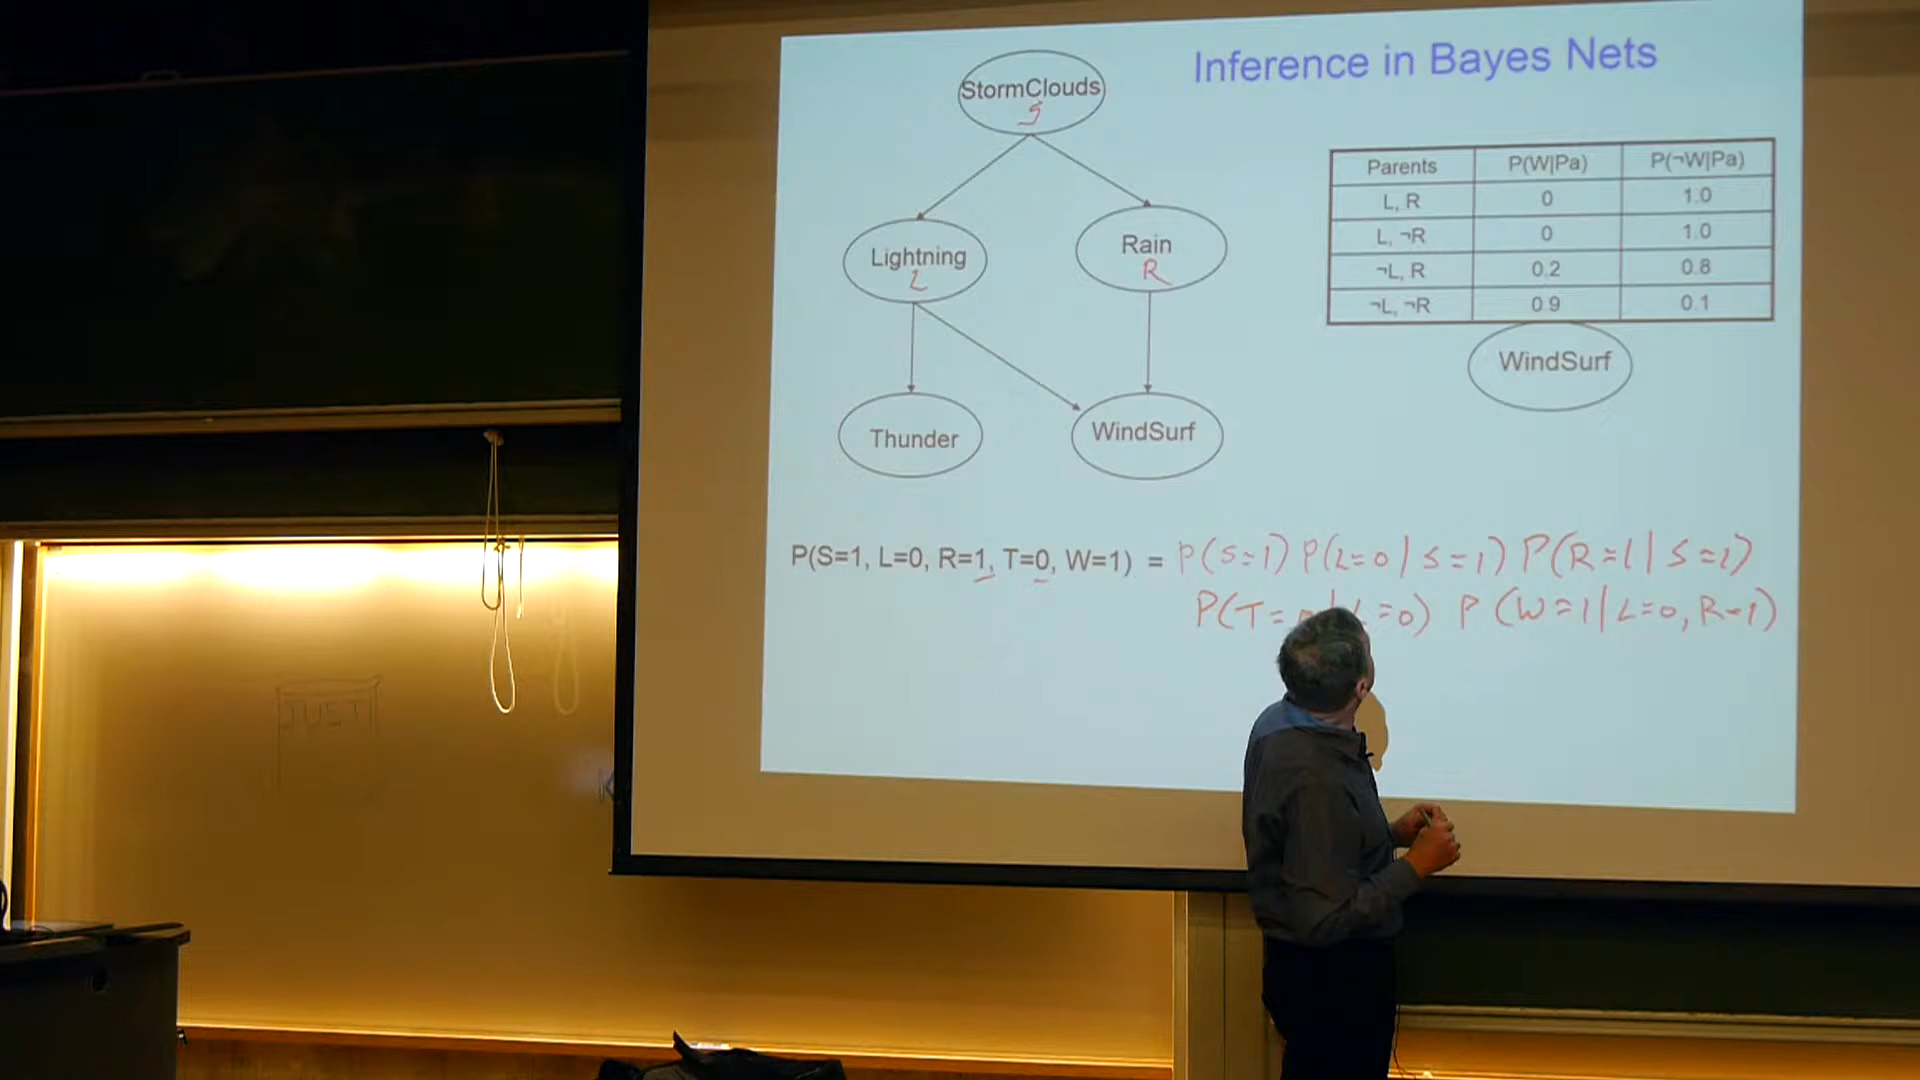 Inference in Bayes Nets
StormClouds
S
Lightning
L
Rain
R
Thunder
WindSurf
Parents P(W|Pa) P(¬W|Pa)
L, R 0 1.0
L, ¬R 0 1.0
¬L, R 0.2 0.8
¬L, ¬R 0.9 0.1
WindSurf
P(S=1, L=0, R=1, T=0, W=1) = P(S=1) P(L=0|S=1) P(R=1|S=1)
P(T= =0) P(W=1|L=0, R=1)
JUST
K